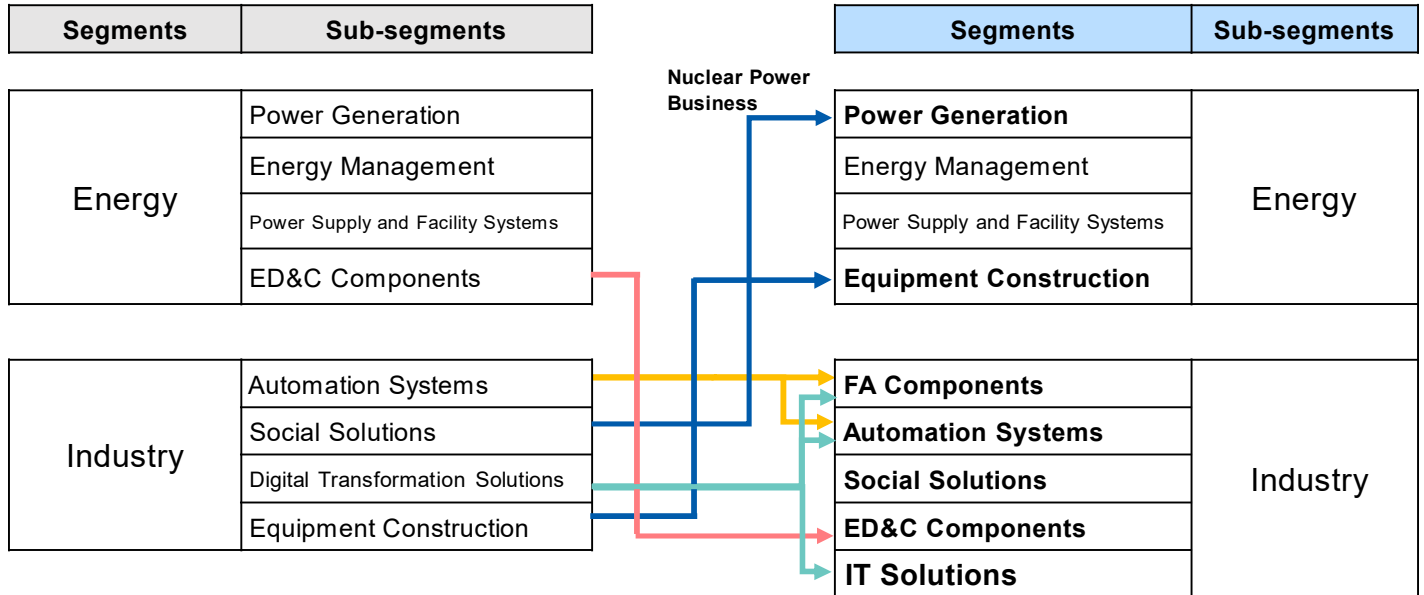 Segments Sub-segments
Segments Sub-segments
Nuclear Power
Business
Energy
Power Generation
Energy Management
Power Supply and Facility Systems
ED&C Components
Industry
Automation Systems
Social Solutions
Digital Transformation Solutions
Equipment Construction
Power Generation
Energy Management
Power Supply and Facility Systems
Equipment Construction
Energy
FA Components
Automation Systems
Social Solutions
ED&C Components
IT Solutions
Industry